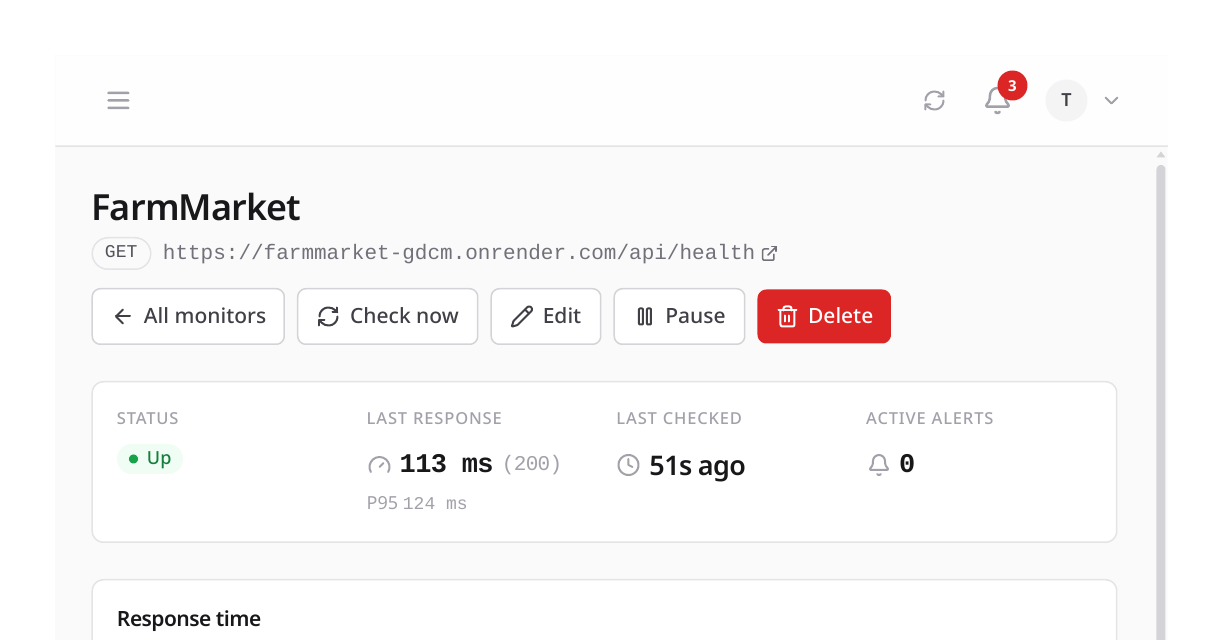 3
T
FarmMarket
GET https://farmmarket-gdcm.onrender.com/api/health
All monitors Check now Edit Pause Delete
STATUS LAST RESPONSE LAST CHECKED ACTIVE ALERTS
Up 113 ms (200) 51s ago 0
P95 124 ms
Response time